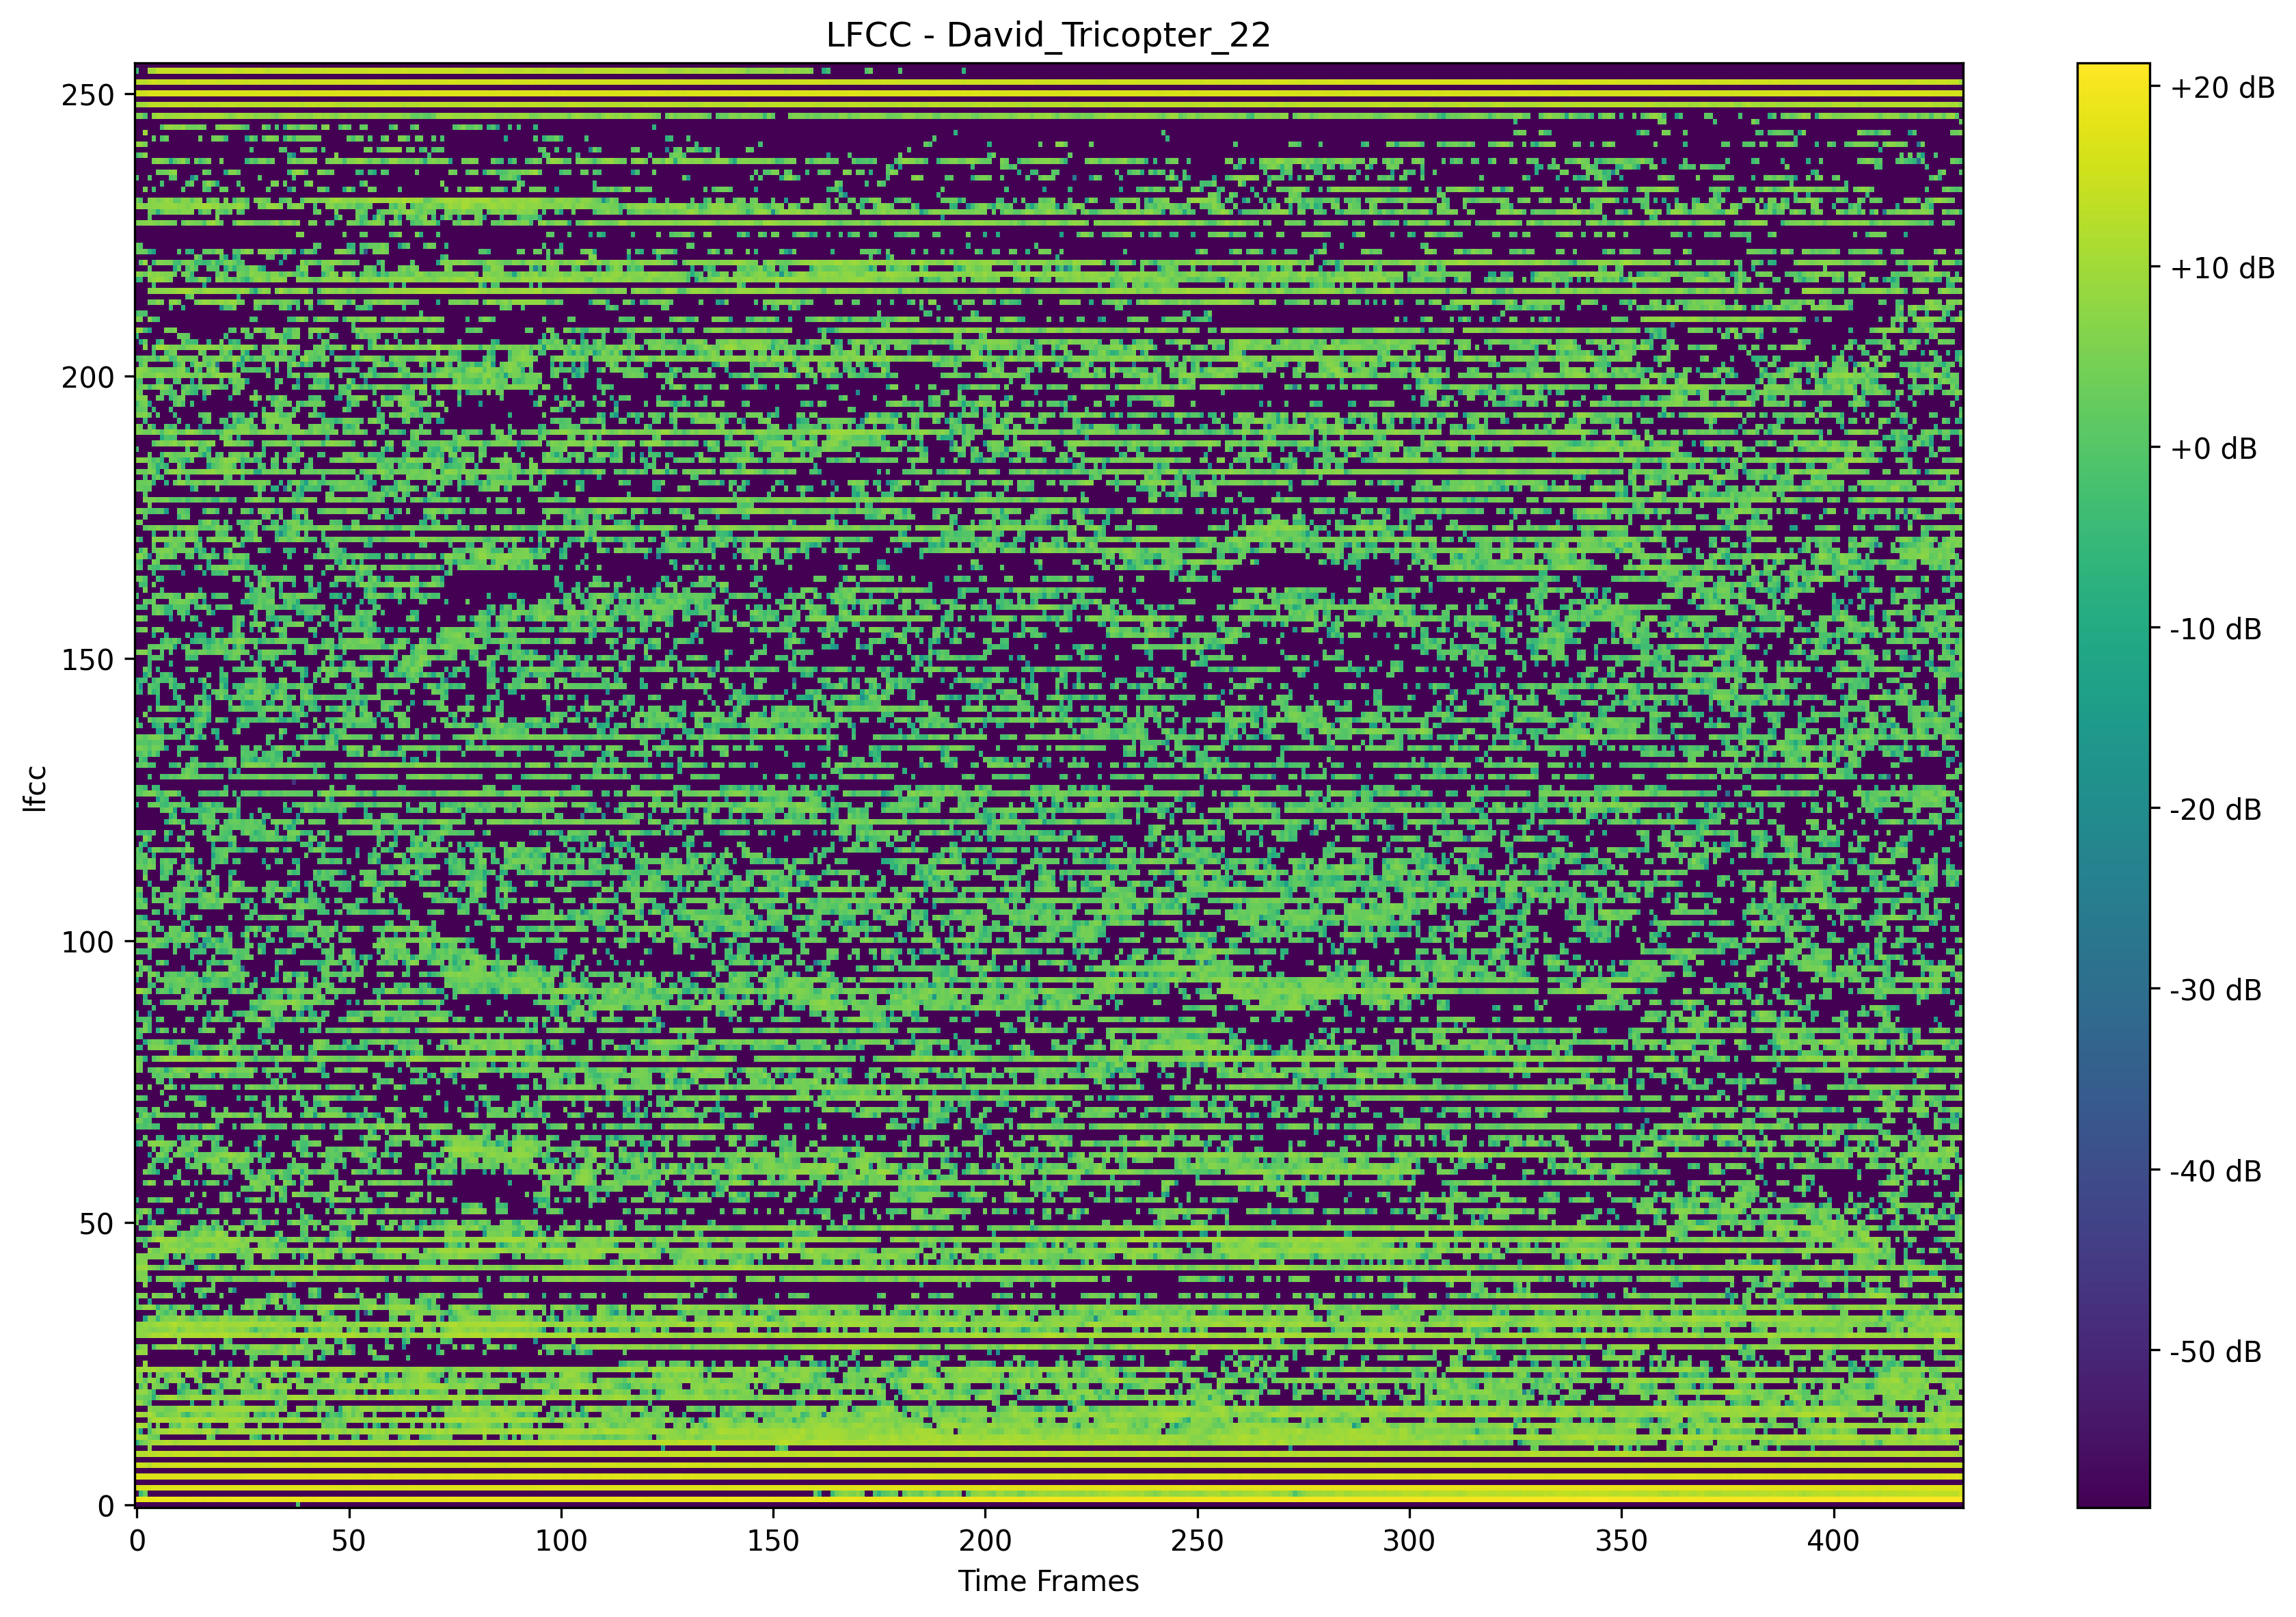 LFCC - David_Tricopter_22
250
200
150
100
50
0
lfcc
0 50 100 150 200 250 300 350 400
Time Frames
+20 dB
+10 dB
+0 dB
-10 dB
-20 dB
-30 dB
-40 dB
-50 dB